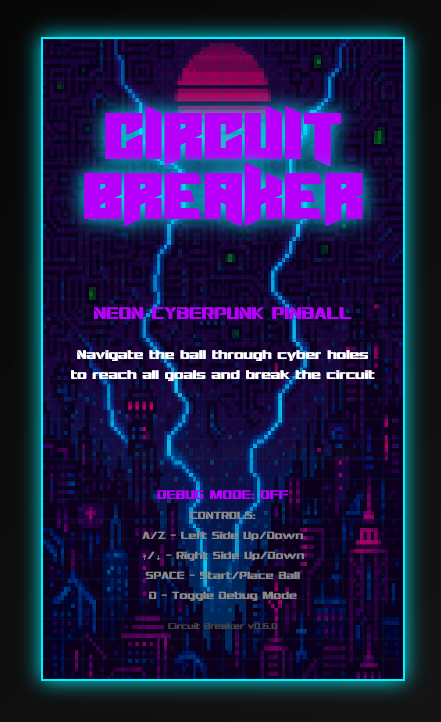 CIRCUIT
BREAKER
NEON CYBERPUNK PINBALL
Navigate the ball through cyber holes
to reach all goals and break the circuit
DEBUG MODE: OFF
CONTROLS:
A/Z - Left Side Up/Down
↑/↓ - Right Side Up/Down
SPACE - Start/Place Ball
D - Toggle Debug Mode
Circuit Breaker v0.6.0